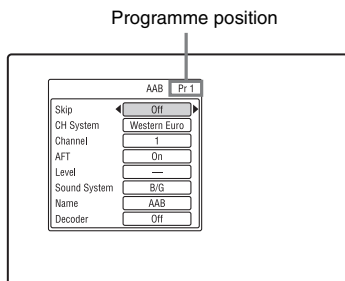 Programme position
AAB Pr 1
Skip Off
CH System Western Euro
Channel 1
AFT On
Level —
Sound System B/G
Name AAB
Decoder Off